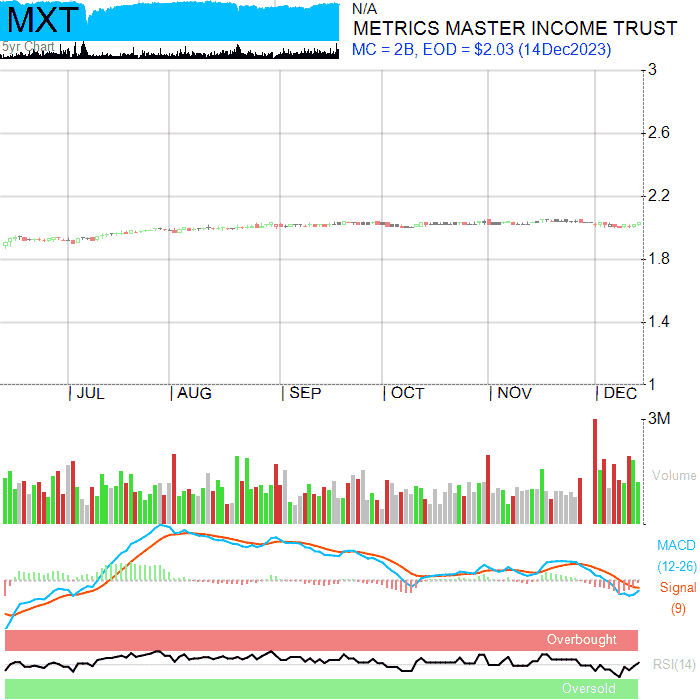 MXT
5yr Chart
N/A
METRICS MASTER INCOME TRUST
MC = 2B, EOD = $2.03 (14Dec2023)
3
2.6
2.2
1.8
1.4
1
JUL AUG SEP OCT NOV DEC
3M
Volume
MACD
(12-26)
Signal
(9)
Overbought
RSI(14)
Oversold